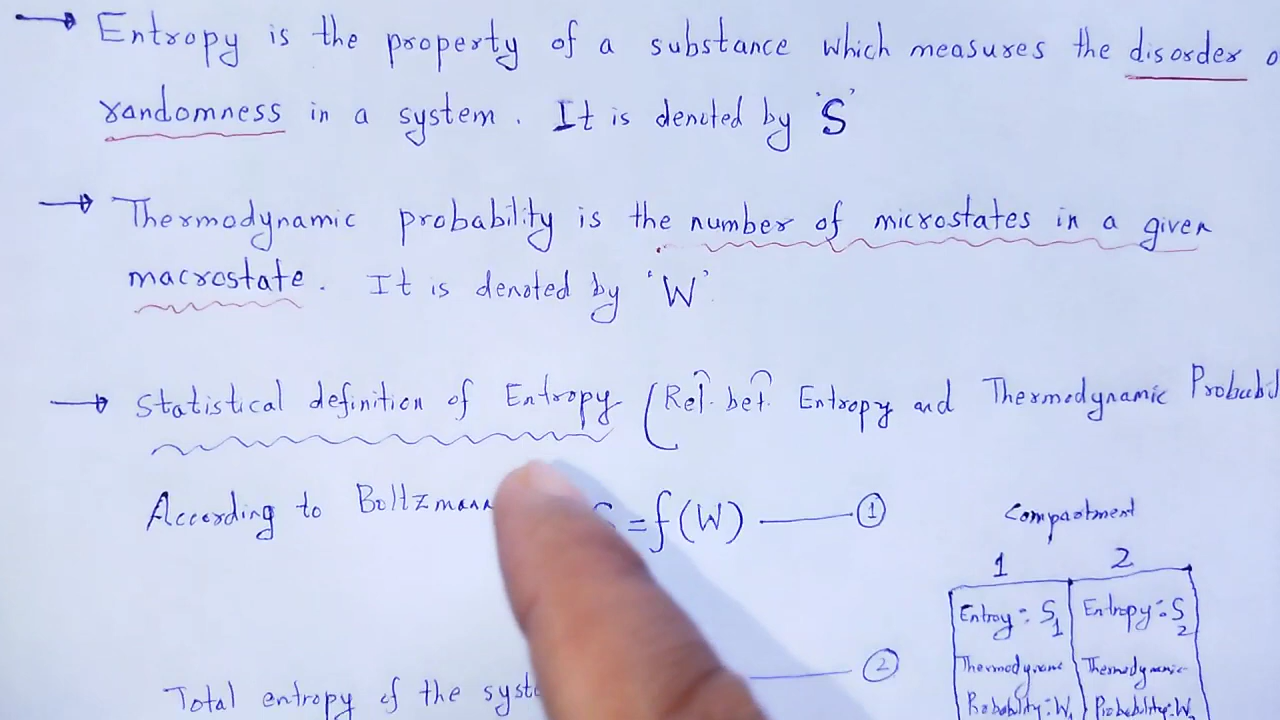 → Entropy is the property of a substance which measures the disorder o
randomness in a system. It is denoted by 'S'
→ Thermodynamic probability is the number of microstates in a given
macrostate. It is denoted by 'W'
→ Statistical definition of Entropy (Rel. bet. Entropy and Thermodynamic Probabil
According to Boltzmann S = f(W) — ①
Compartment
1 2
Entroy = S₁ Entropy = S₂
Thermodynamic Thermodynamic
Probability = W₁ Probability = W₂
Total entropy of the syste — ②